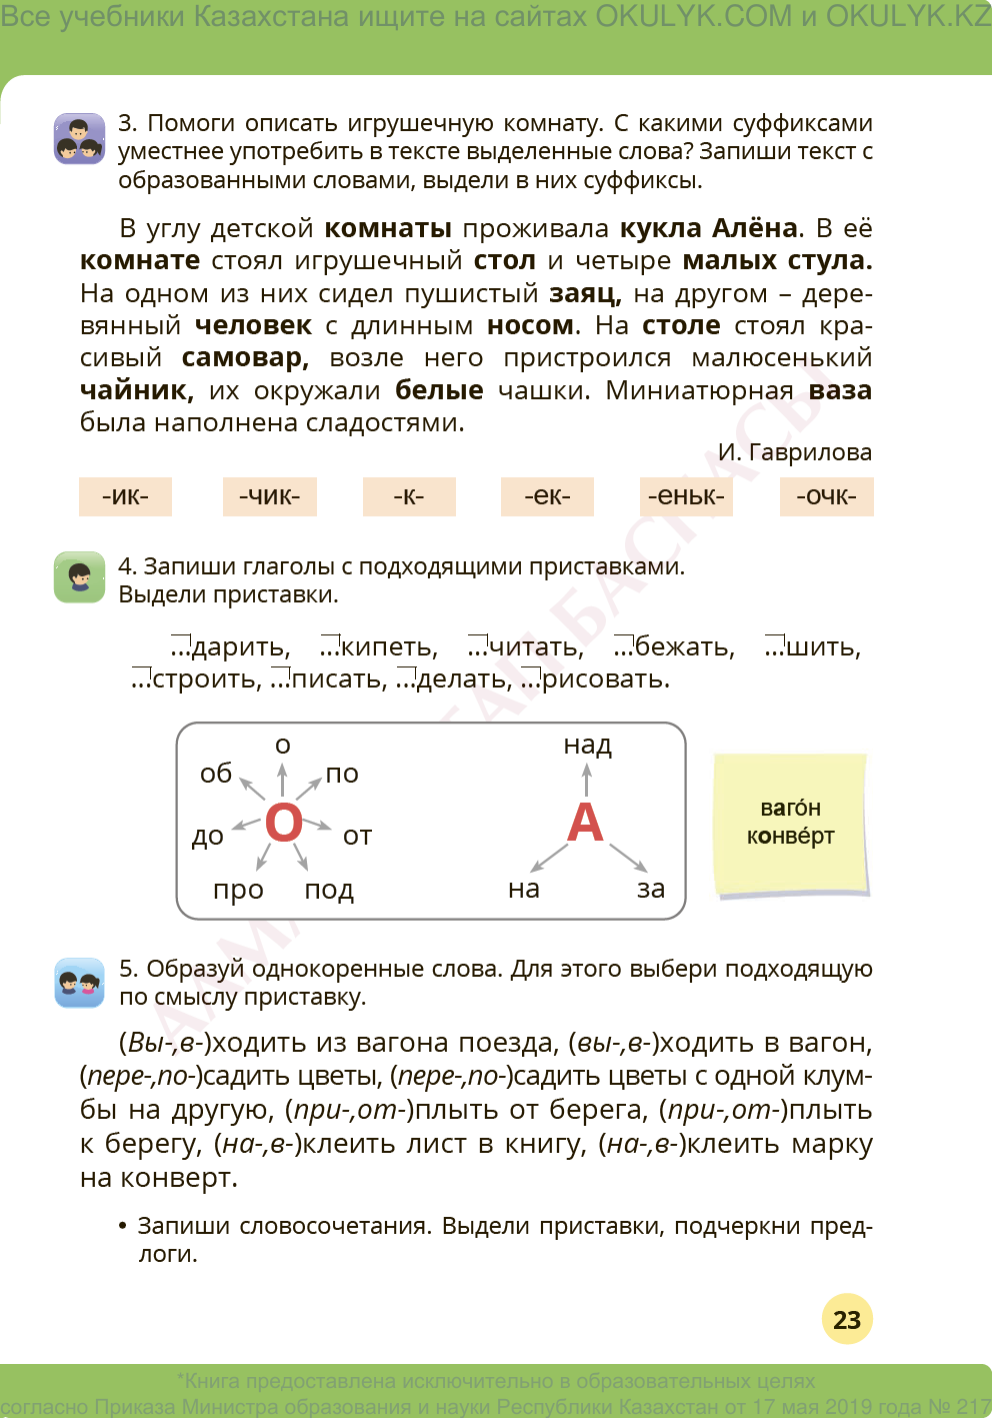 Все учебники Казахстана ищите на сайтах OKULYK.COM и OKULYK.KZ
3. Помоги описать игрушечную комнату. С какими суффиксами
уместнее употребить в тексте выделенные слова? Запиши текст с
образованными словами, выдели в них суффиксы.
В углу детской комнаты проживала кукла Алёна. В её
комнате стоял игрушечный стол и четыре малых стула.
На одном из них сидел пушистый заяц, на другом – дере-
вянный человек с длинным носом. На столе стоял кра-
сивый самовар, возле него пристроился малюсенький
чайник, их окружали белые чашки. Миниатюрная ваза
была наполнена сладостями.
И. Гаврилова
-ик- -чик- -к- -ек- -еньк- -очк-
4. Запиши глаголы с подходящими приставками.
Выдели приставки.
...дарить, ...кипеть, ...читать, ...бежать, ...шить,
...строить, ...писать, ...делать, ...рисовать.
о над
об по
О А
до от
про под на за
ваго́н
конве́рт
5. Образуй однокоренные слова. Для этого выбери подходящую
по смыслу приставку.
(Вы-,в-)ходить из вагона поезда, (вы-,в-)ходить в вагон,
(пере-,по-)садить цветы, (пере-,по-)садить цветы с одной клум-
бы на другую, (при-,от-)плыть от берега, (при-,от-)плыть
к берегу, (на-,в-)клеить лист в книгу, (на-,в-)клеить марку
на конверт.
• Запиши словосочетания. Выдели приставки, подчеркни пред-
логи.
23
*Книга предоставлена исключительно в образовательных целях
согласно Приказа Министра образования и науки Республики Казахстан от 17 мая 2019 года № 217